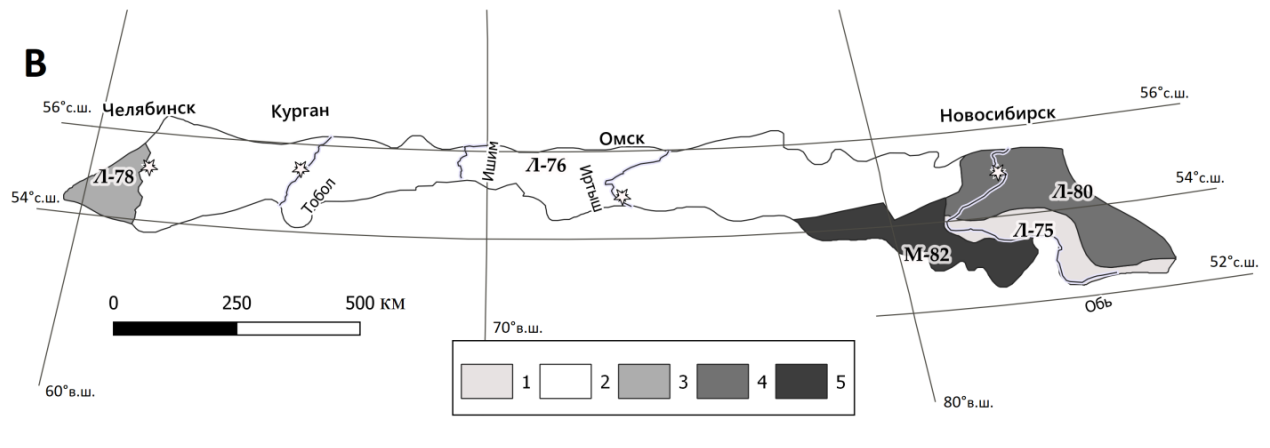 В
56°с.ш.
Челябинск
Курган
Омск
Новосибирск
56°с.ш.
Л-78
Тобол
Ишим
Л-76
Иртыш
Л-80
54°с.ш.
54°с.ш.
Л-75
М-82
52°с.ш.
Обь
0 250 500 км
70°в.ш.
60°в.ш.
1 2 3 4 5
80°в.ш.